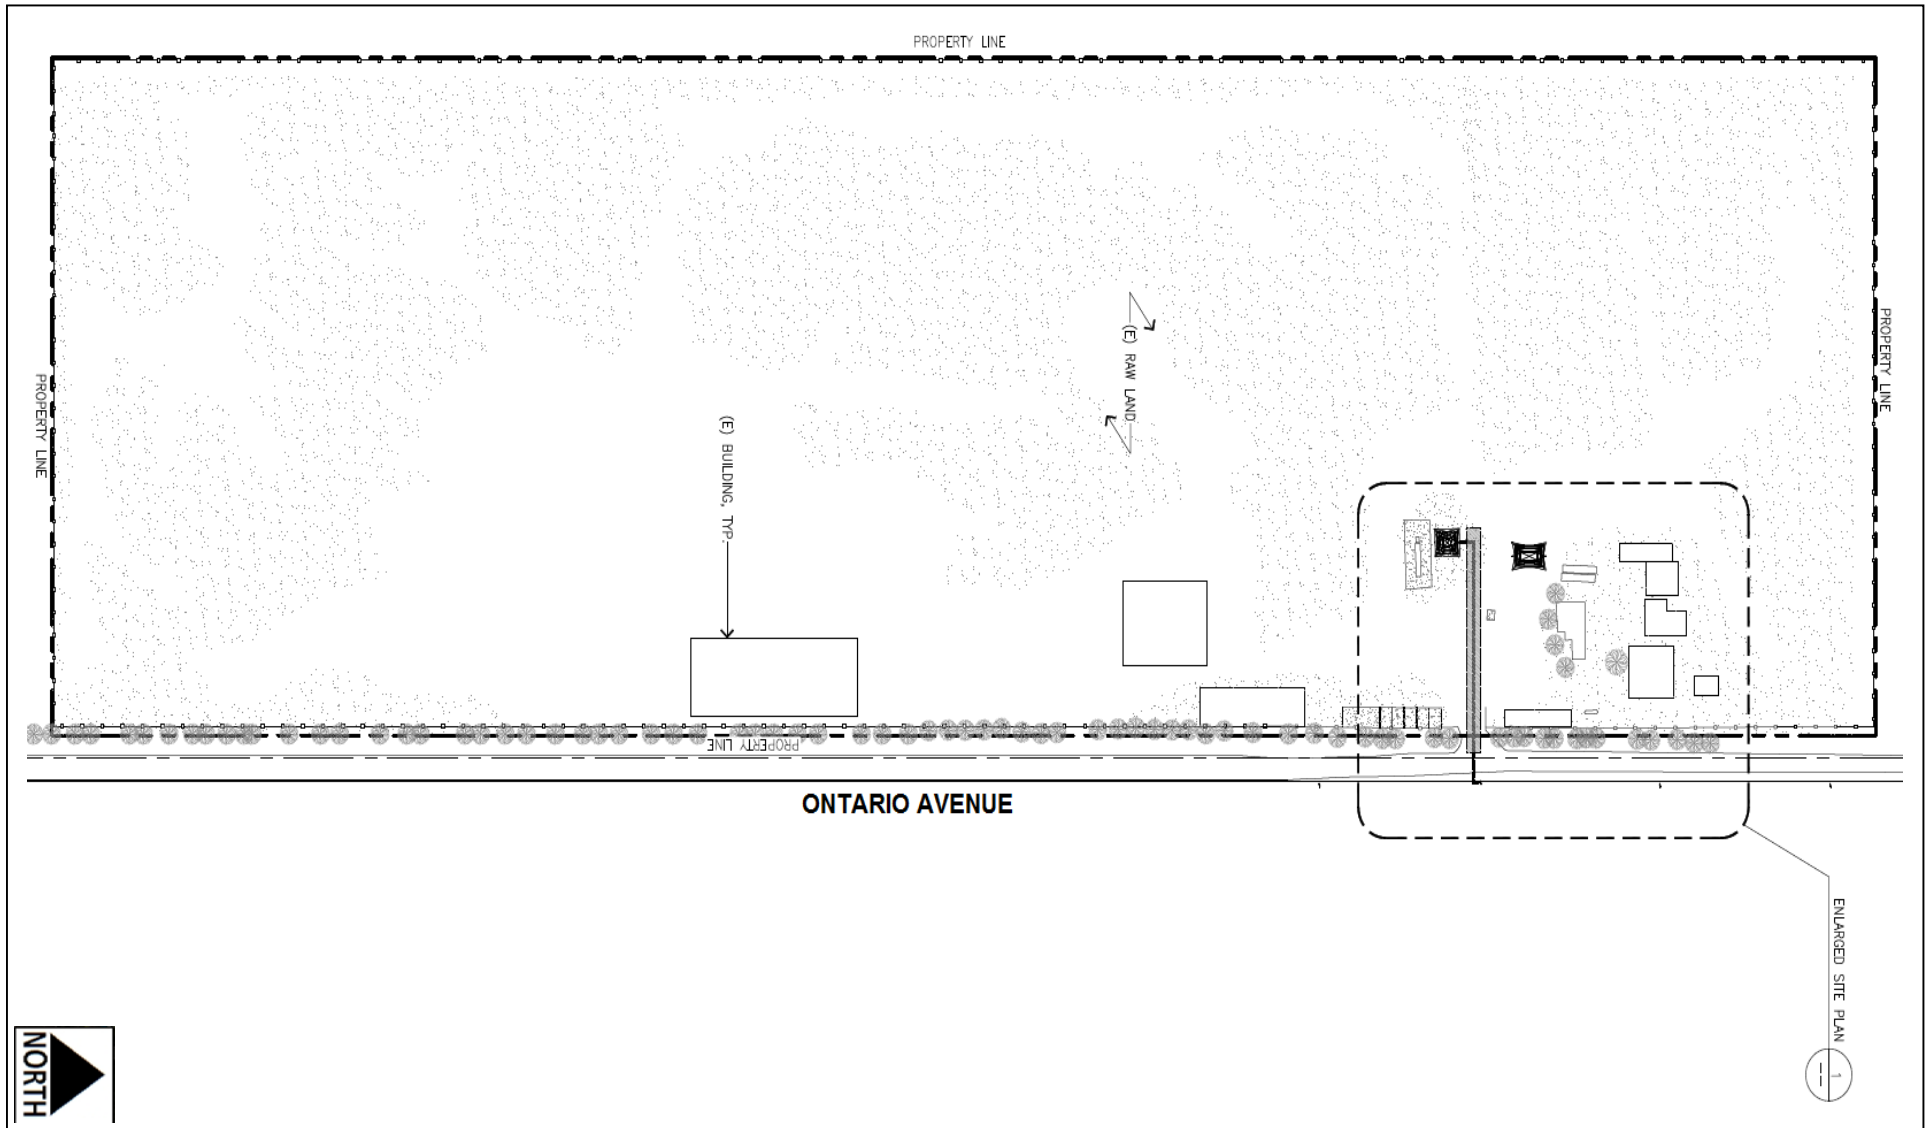 PROPERTY LINE
PROPERTY LINE
(E) RAW LAND
PROPERTY LINE
(E) BUILDING, TYP.
PROPERTY LINE
ONTARIO AVENUE
ENLARGED SITE PLAN
1
--
NORTH